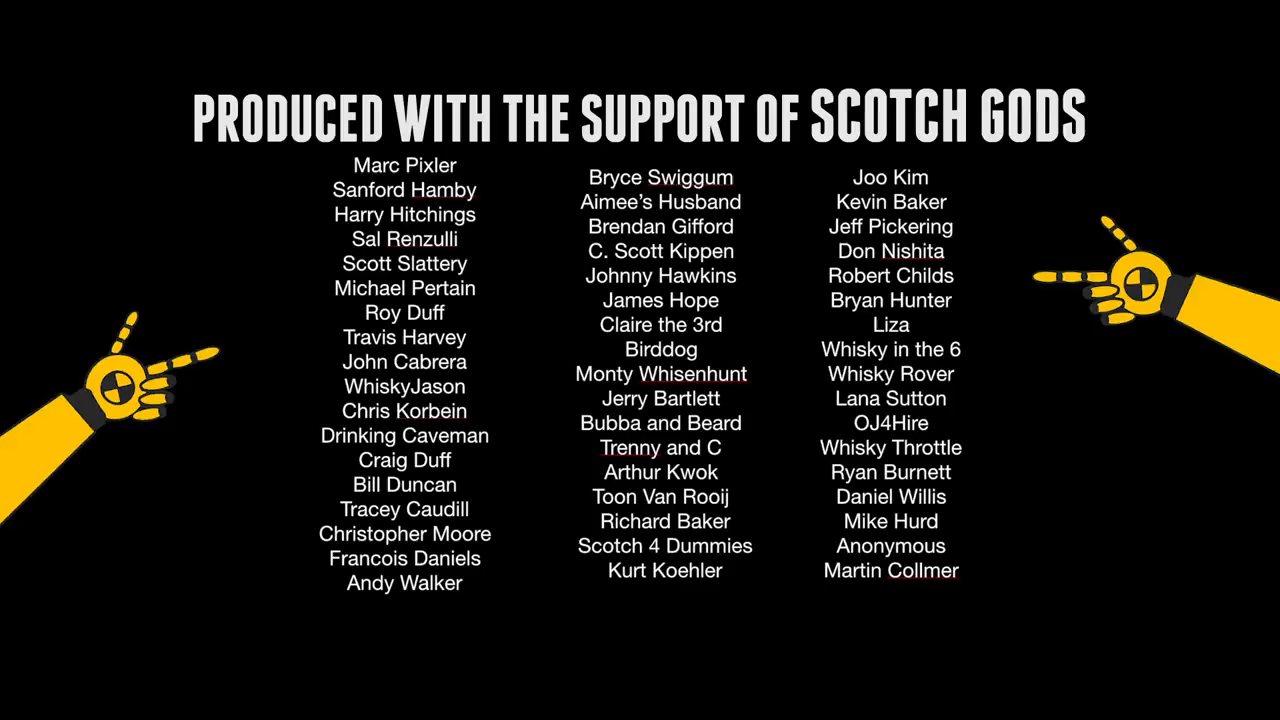 PRODUCED WITH THE SUPPORT OF SCOTCH GODS
Marc Pixler
Sanford Hamby
Harry Hitchings
Sal Renzulli
Scott Slattery
Michael Pertain
Roy Duff
Travis Harvey
John Cabrera
WhiskyJason
Chris Korbein
Drinking Caveman
Craig Duff
Bill Duncan
Tracey Caudill
Christopher Moore
Francois Daniels
Andy Walker
Bryce Swiggum
Aimee’s Husband
Brendan Gifford
C. Scott Kippen
Johnny Hawkins
James Hope
Claire the 3rd
Birddog
Monty Whisenhunt
Jerry Bartlett
Bubba and Beard
Trenny and C
Arthur Kwok
Toon Van Rooij
Richard Baker
Scotch 4 Dummies
Kurt Koehler
Joo Kim
Kevin Baker
Jeff Pickering
Don Nishita
Robert Childs
Bryan Hunter
Liza
Whisky in the 6
Whisky Rover
Lana Sutton
OJ4Hire
Whisky Throttle
Ryan Burnett
Daniel Willis
Mike Hurd
Anonymous
Martin Collmer